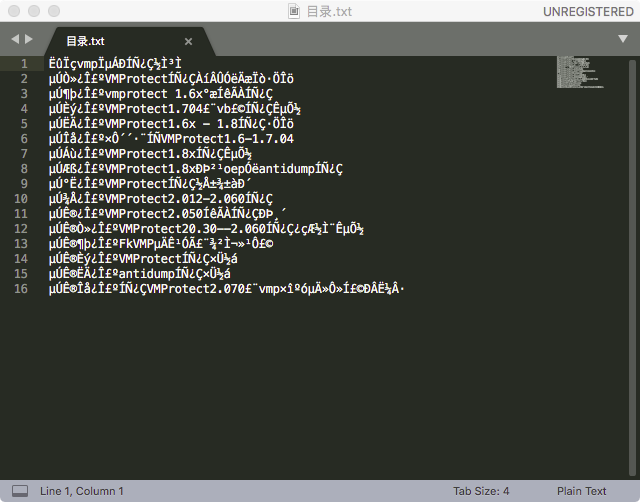 目录.txt
UNREGISTERED
目录.txt
1 ËûÏçvmpÏµÁÐÍÑ¿Ç½Ì³Ì
2 µÚÒ»¿Î£ºVMProtectÍÑ¿ÇÀíÂÛÓëÄæÏò·ÖÎö
3 µÚ¶þ¿Î£ºvmprotect 1.6x°æÍêÃÀÍÑ¿Ç
4 µÚÈý¿Î£ºVMProtect1.704£¨vb£©ÍÑ¿ÇÊµÕ½
5 µÚËÄ¿Î£ºVMProtect1.6x - 1.8ÍÑ¿Ç·ÖÎö
6 µÚÎå¿Î£º×Ô´´·¨ÍÑVMProtect1.6-1.7.04
7 µÚÁù¿Î£ºVMProtect1.8xÍÑ¿ÇÊµÕ½
8 µÚÆß¿Î£ºVMProtect1.8xÐÞ²¹oepÓëantidumpÍÑ¿Ç
9 µÚ°Ë¿Î£ºVMProtectÍÑ¿Ç½Å±¾±àÐ´
10 µÚ¾Å¿Î£ºVMProtect2.012-2.060ÍÑ¿Ç
11 µÚÊ®¿Î£ºVMProtect2.050ÍêÃÀÍÑ¿ÇÐÞ¸´
12 µÚÊ®Ò»¿Î£ºVMProtect20.30--2.060ÍÑ¿Ç¿çÆ½Ì¨ÊµÕ½
13 µÚÊ®¶þ¿Î£ºFkVMPµÄÊ¹ÓÃ£¨¾²Ì¬»¹Ô­£©
14 µÚÊ®Èý¿Î£ºVMProtectÍÑ¿Ç×Ü½á
15 µÚÊ®ËÄ¿Î£ºantidumpÍÑ¿Ç×Ü½á
16 µÚÊ®Îå¿Î£ºÍÑ¿ÇVMProtect2.070£¨vmp×îºóµÄ»Ô»Í£©ÐÂË¼Â·
Line 1, Column 1
Tab Size: 4
Plain Text